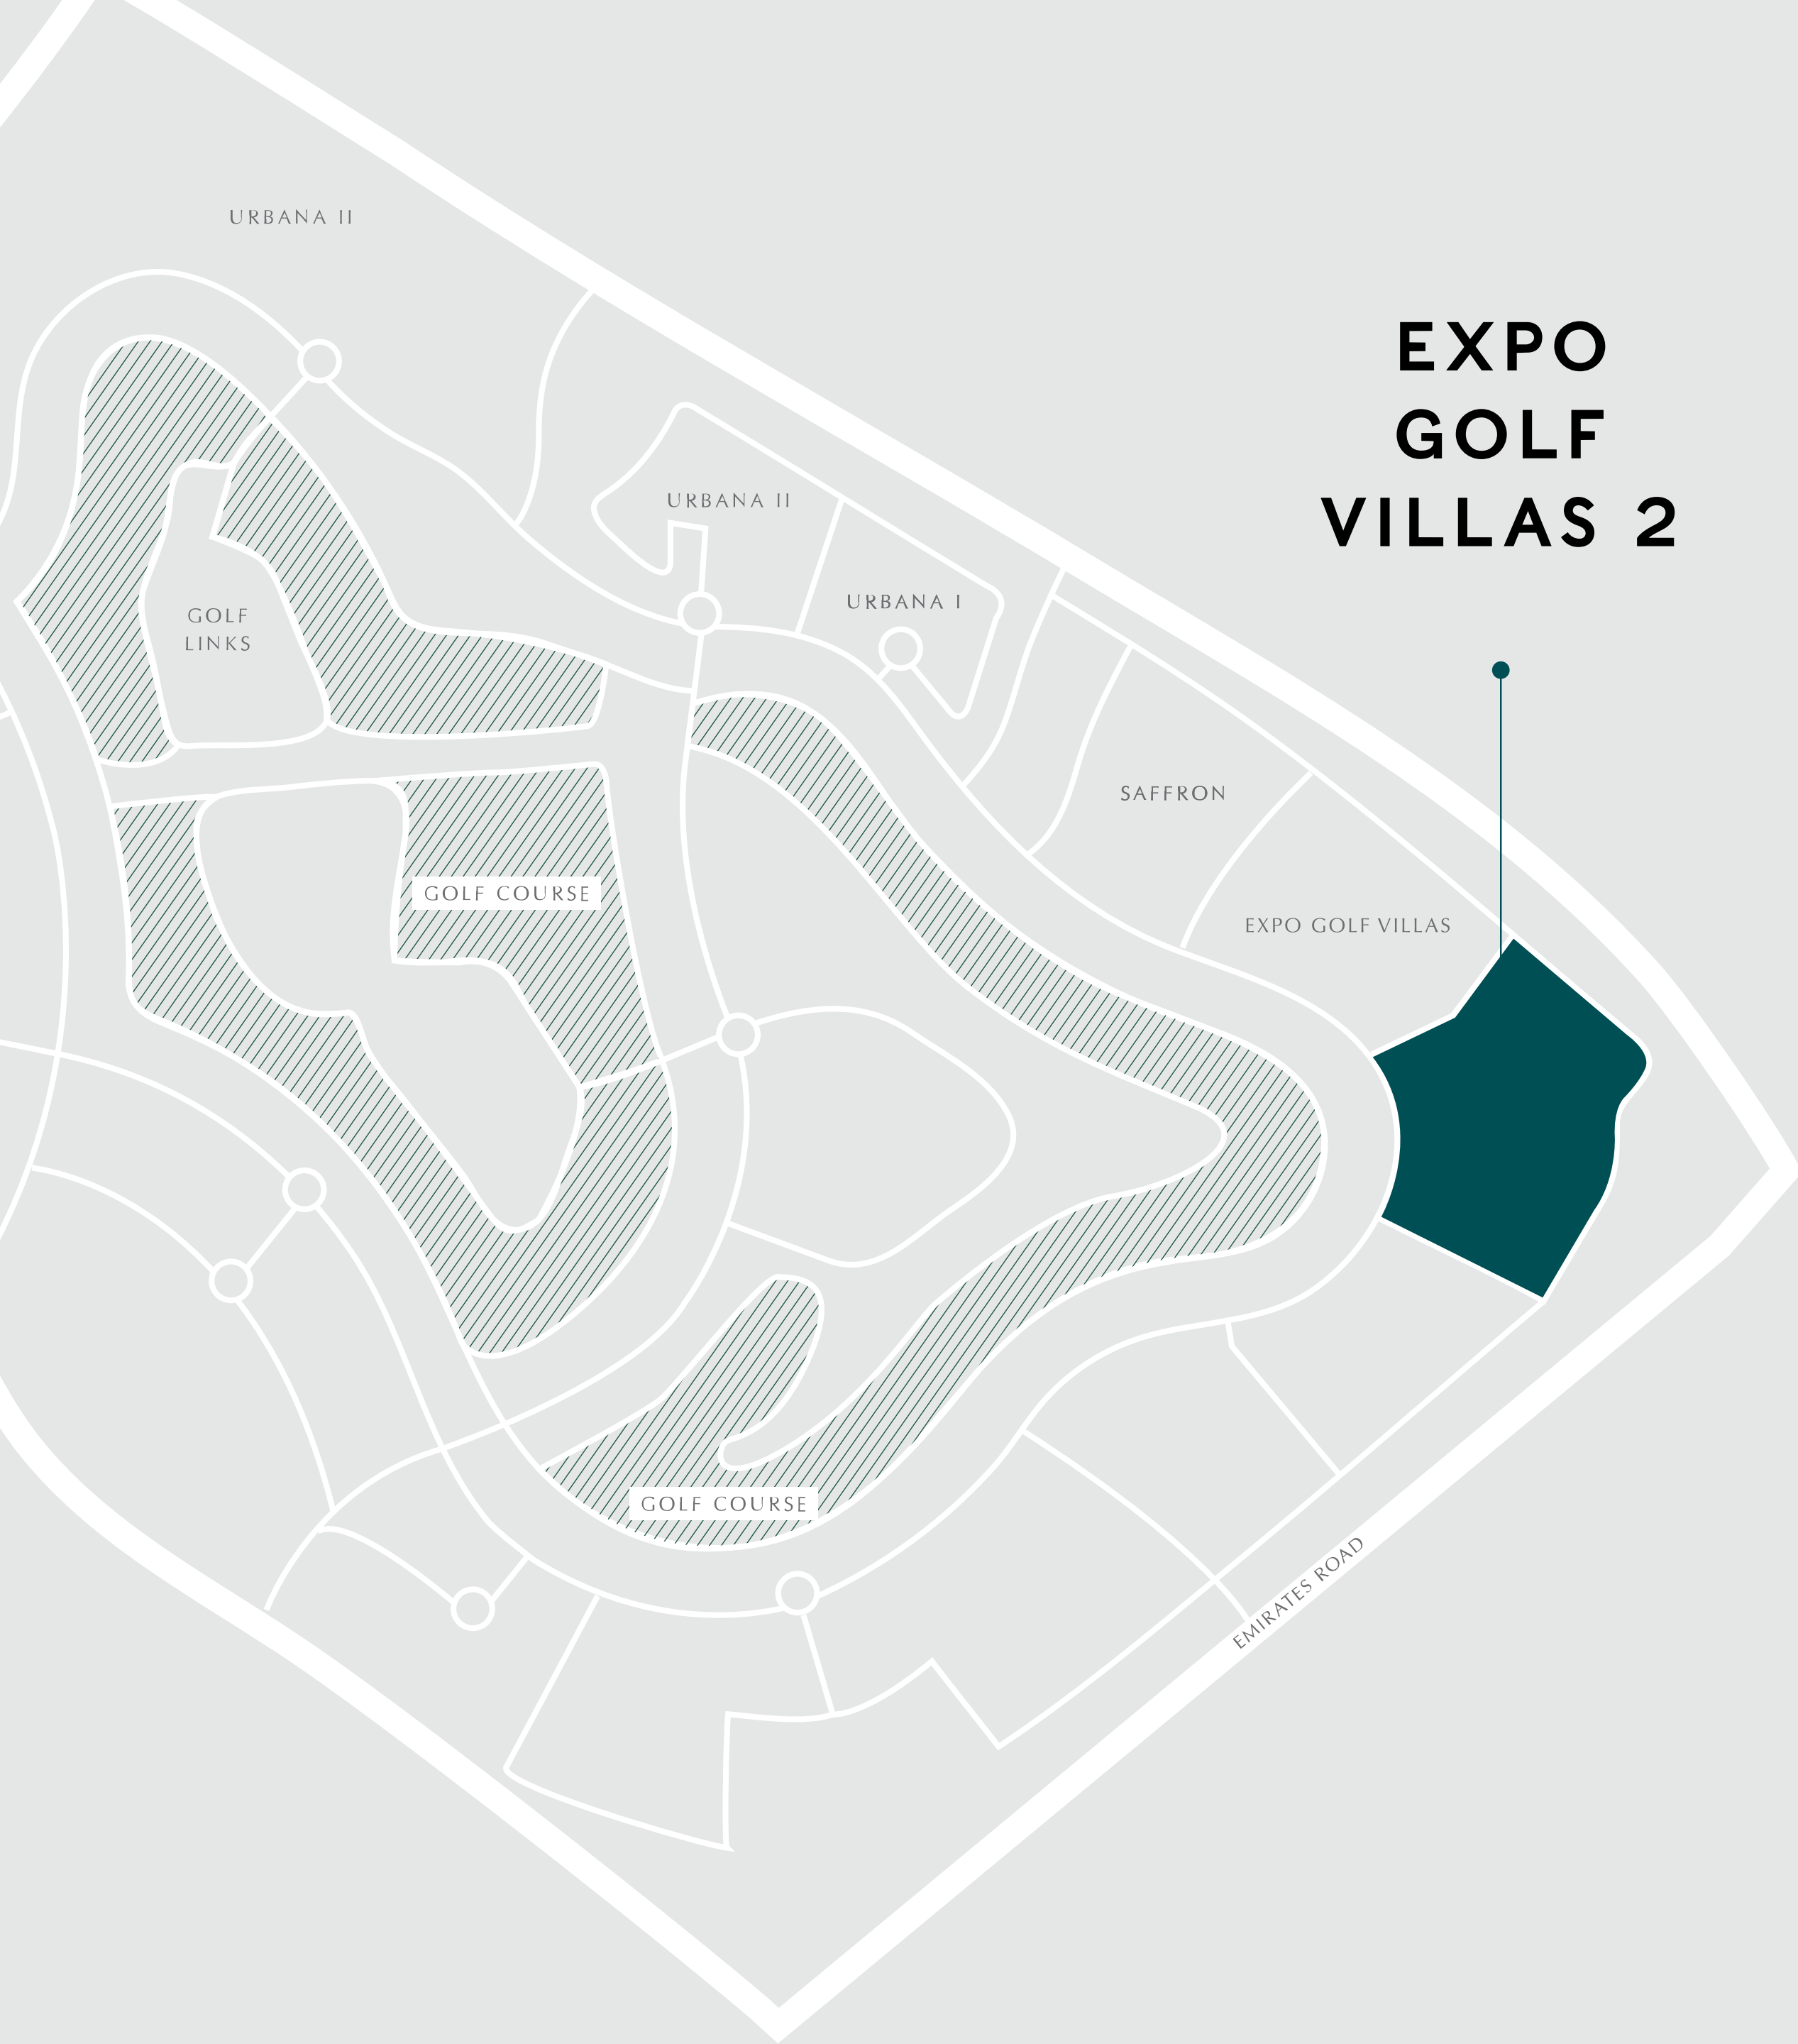 URBANA II
EXPO
GOLF
VILLAS 2
URBANA II
URBANA I
GOLF
LINKS
SAFFRON
GOLF COURSE
EXPO GOLF VILLAS
GOLF COURSE
EMIRATES ROAD